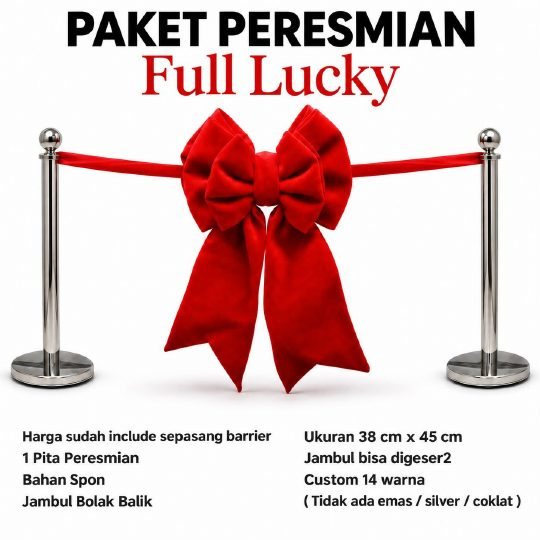 PAKET PERESMIAN
Full Lucky
Harga sudah include sepasang barrier
1 Pita Peresmian
Bahan Spon
Jambul Bolak Balik
Ukuran 38 cm x 45 cm
Jambul bisa digeser2
Custom 14 warna
( Tidak ada emas / silver / coklat )